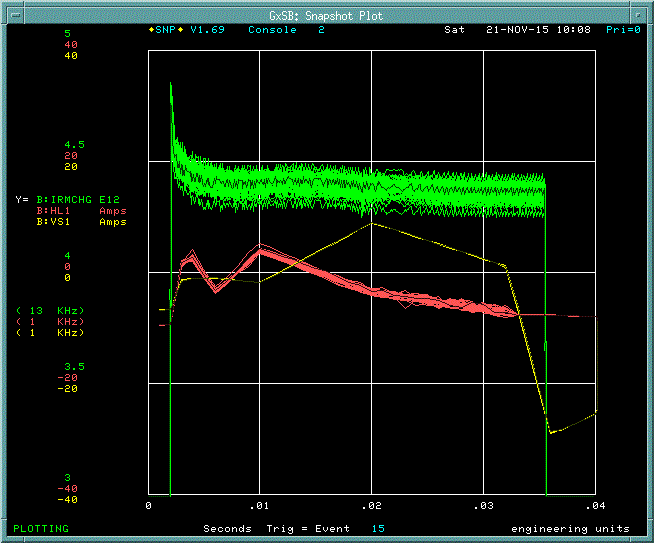 GxSB: Snapshot Plot
◆SNP◆ V1.69 Console 2 Sat 21-NOV-15 10:08 Pri=0
5
40
40
4.5
20
20
Y= B:IRMCHG E12
B:HL1 Amps
B:VS1 Amps
4
0
0
( 13 KHz)
( 1 KHz)
( 1 KHz)
3.5
-20
-20
3
-40
-40
0 .01 .02 .03 .04
PLOTTING Seconds Trig = Event 15 engineering units